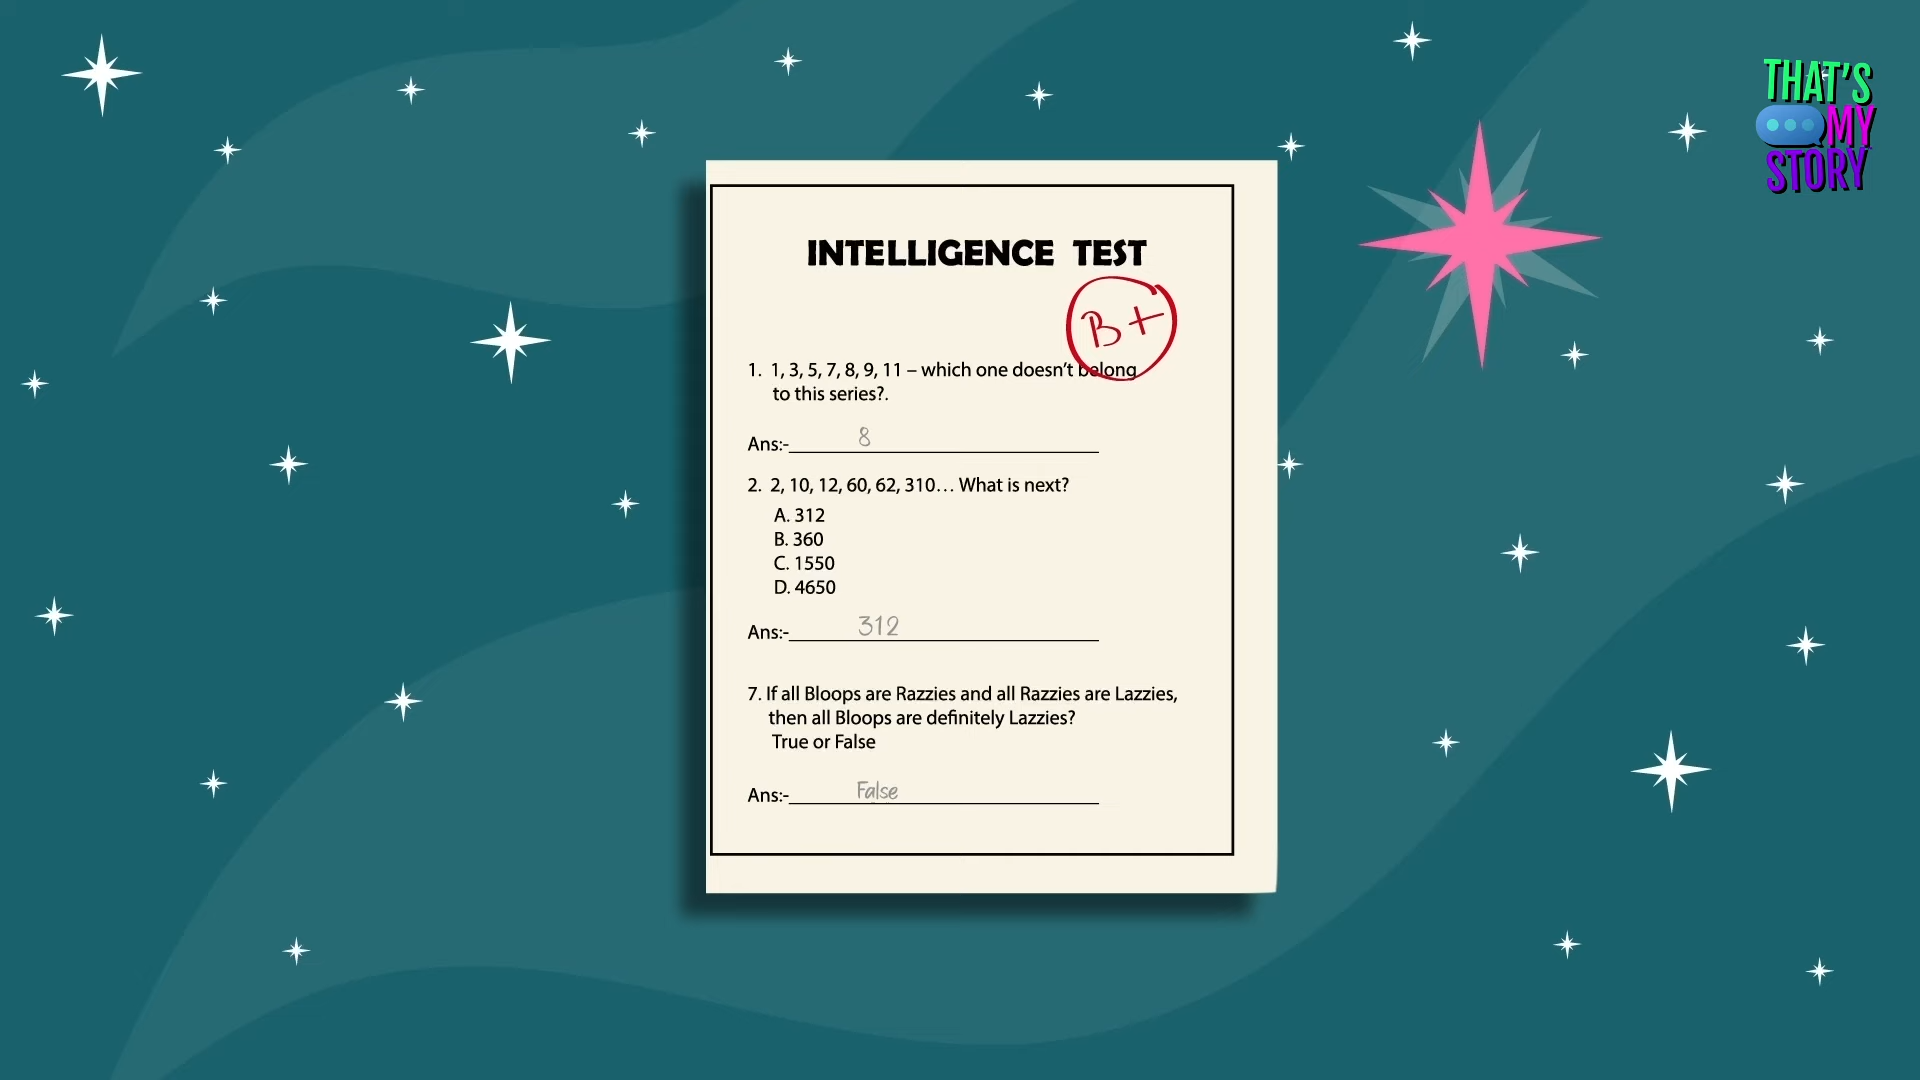 THAT'S
MY
STORY
INTELLIGENCE TEST
B+
1. 1, 3, 5, 7, 8, 9, 11 – which one doesn't belong
to this series?.
Ans:- 8
2. 2, 10, 12, 60, 62, 310… What is next?
A. 312
B. 360
C. 1550
D. 4650
Ans:- 312
7. If all Bloops are Razzies and all Razzies are Lazzies,
then all Bloops are definitely Lazzies?
True or False
Ans:- False